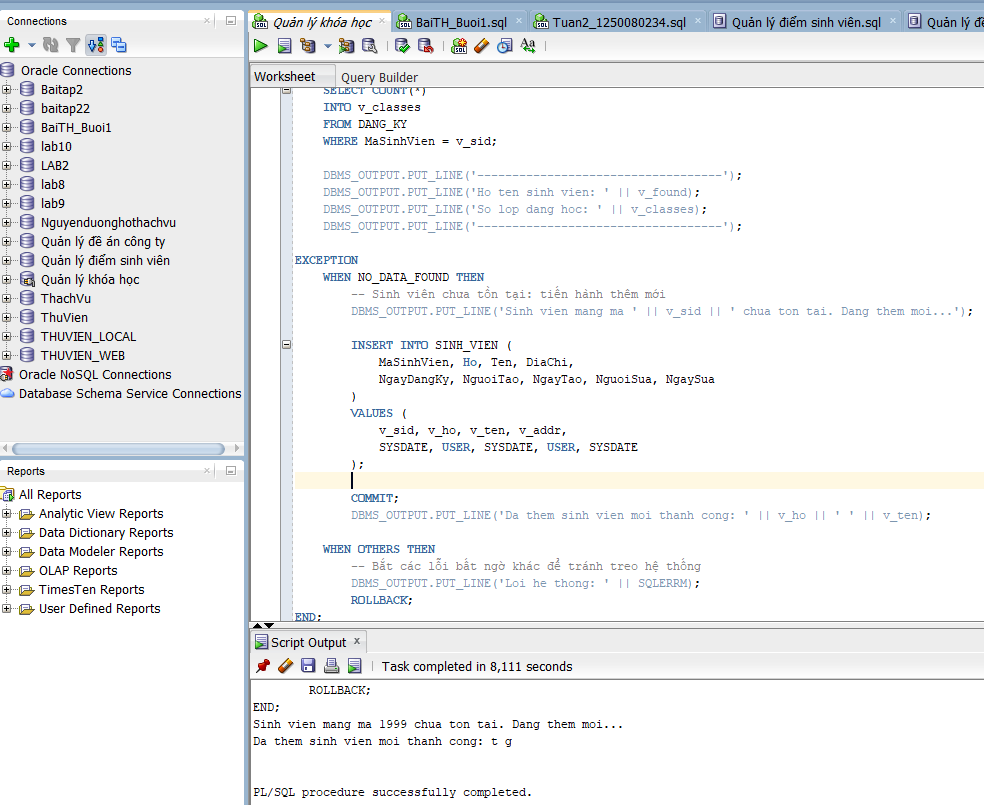 Connections
Oracle Connections
Baitap2
baitap22
BaiTH_Buoi1
lab10
LAB2
lab8
lab9
Nguyenduonghothachvu
Quản lý đề án công ty
Quản lý điểm sinh viên
Quản lý khóa học
ThachVu
ThuVien
THUVIEN_LOCAL
THUVIEN_WEB
Oracle NoSQL Connections
Database Schema Service Connections
Reports
All Reports
Analytic View Reports
Data Dictionary Reports
Data Modeler Reports
OLAP Reports
TimesTen Reports
User Defined Reports
Quản lý khóa học
BaiTH_Buoi1.sql
Tuan2_1250080234.sql
Quản lý điểm sinh viên.sql
Quản lý đề
Worksheet
Query Builder
SELECT COUNT(*)
INTO v_classes
FROM DANG_KY
WHERE MaSinhVien = v_sid;
DBMS_OUTPUT.PUT_LINE('-----------------------------------');
DBMS_OUTPUT.PUT_LINE('Ho ten sinh vien: ' || v_found);
DBMS_OUTPUT.PUT_LINE('So lop dang hoc: ' || v_classes);
DBMS_OUTPUT.PUT_LINE('-----------------------------------');
EXCEPTION
WHEN NO_DATA_FOUND THEN
-- Sinh viên chưa tồn tại: tiến hành thêm mới
DBMS_OUTPUT.PUT_LINE('Sinh vien mang ma ' || v_sid || ' chua ton tai. Dang them moi...');
INSERT INTO SINH_VIEN (
MaSinhVien, Ho, Ten, DiaChi,
NgayDangKy, NguoiTao, NgayTao, NguoiSua, NgaySua
)
VALUES (
v_sid, v_ho, v_ten, v_addr,
SYSDATE, USER, SYSDATE, USER, SYSDATE
);
COMMIT;
DBMS_OUTPUT.PUT_LINE('Da them sinh vien moi thanh cong: ' || v_ho || ' ' || v_ten);
WHEN OTHERS THEN
-- Bắt các lỗi bất ngờ khác để tránh treo hệ thống
DBMS_OUTPUT.PUT_LINE('Loi he thong: ' || SQLERRM);
ROLLBACK;
END;
Script Output
Task completed in 8,111 seconds
ROLLBACK;
END;
Sinh vien mang ma 1999 chua ton tai. Dang them moi...
Da them sinh vien moi thanh cong: t g
PL/SQL procedure successfully completed.